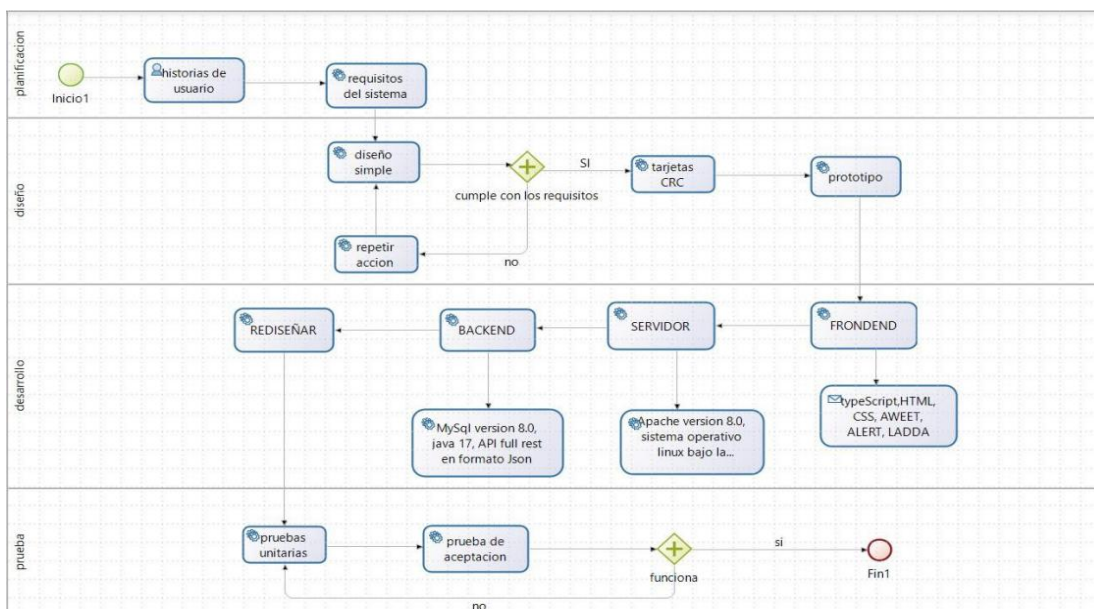 planificacion
Inicio1
historias de
usuario
requisitos
del sistema
diseño
diseño
simple
cumple con los requisitos
SI
tarjetas
CRC
prototipo
repetir
accion
no
desarrollo
REDISEÑAR
BACKEND
SERVIDOR
FRONDEND
MySql version 8.0,
java 17, API full rest
en formato Json
Apache version 8.0,
sistema operativo
linux bajo la...
typeScript,HTML,
CSS, AWEET,
ALERT, LADDA
prueba
pruebas
unitarias
prueba de
aceptacion
funciona
si
Fin1
no